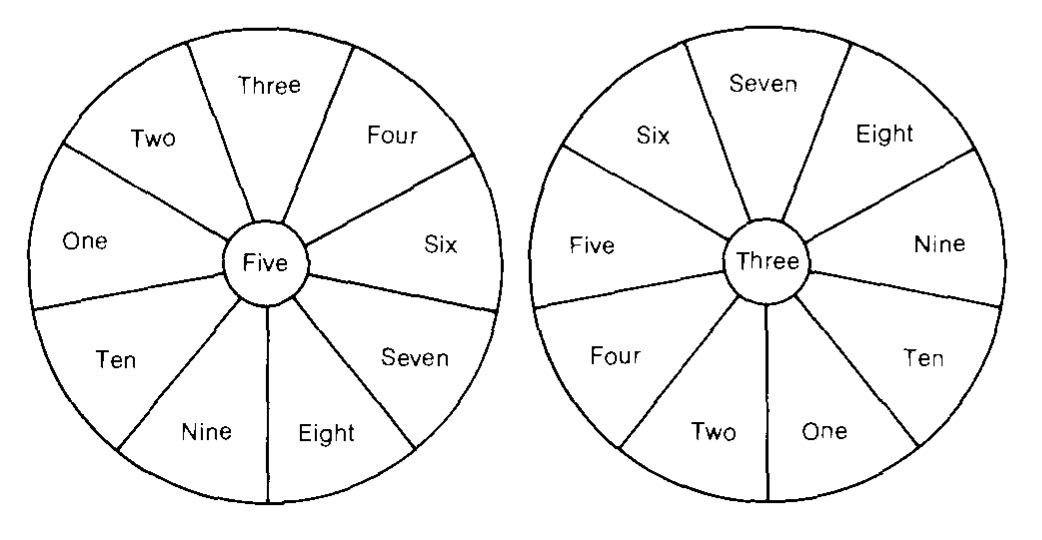 Three
Two
Four
One
Five
Six
Ten
Seven
Nine
Eight
Seven
Six
Eight
Five
Three
Nine
Four
Ten
Two
One